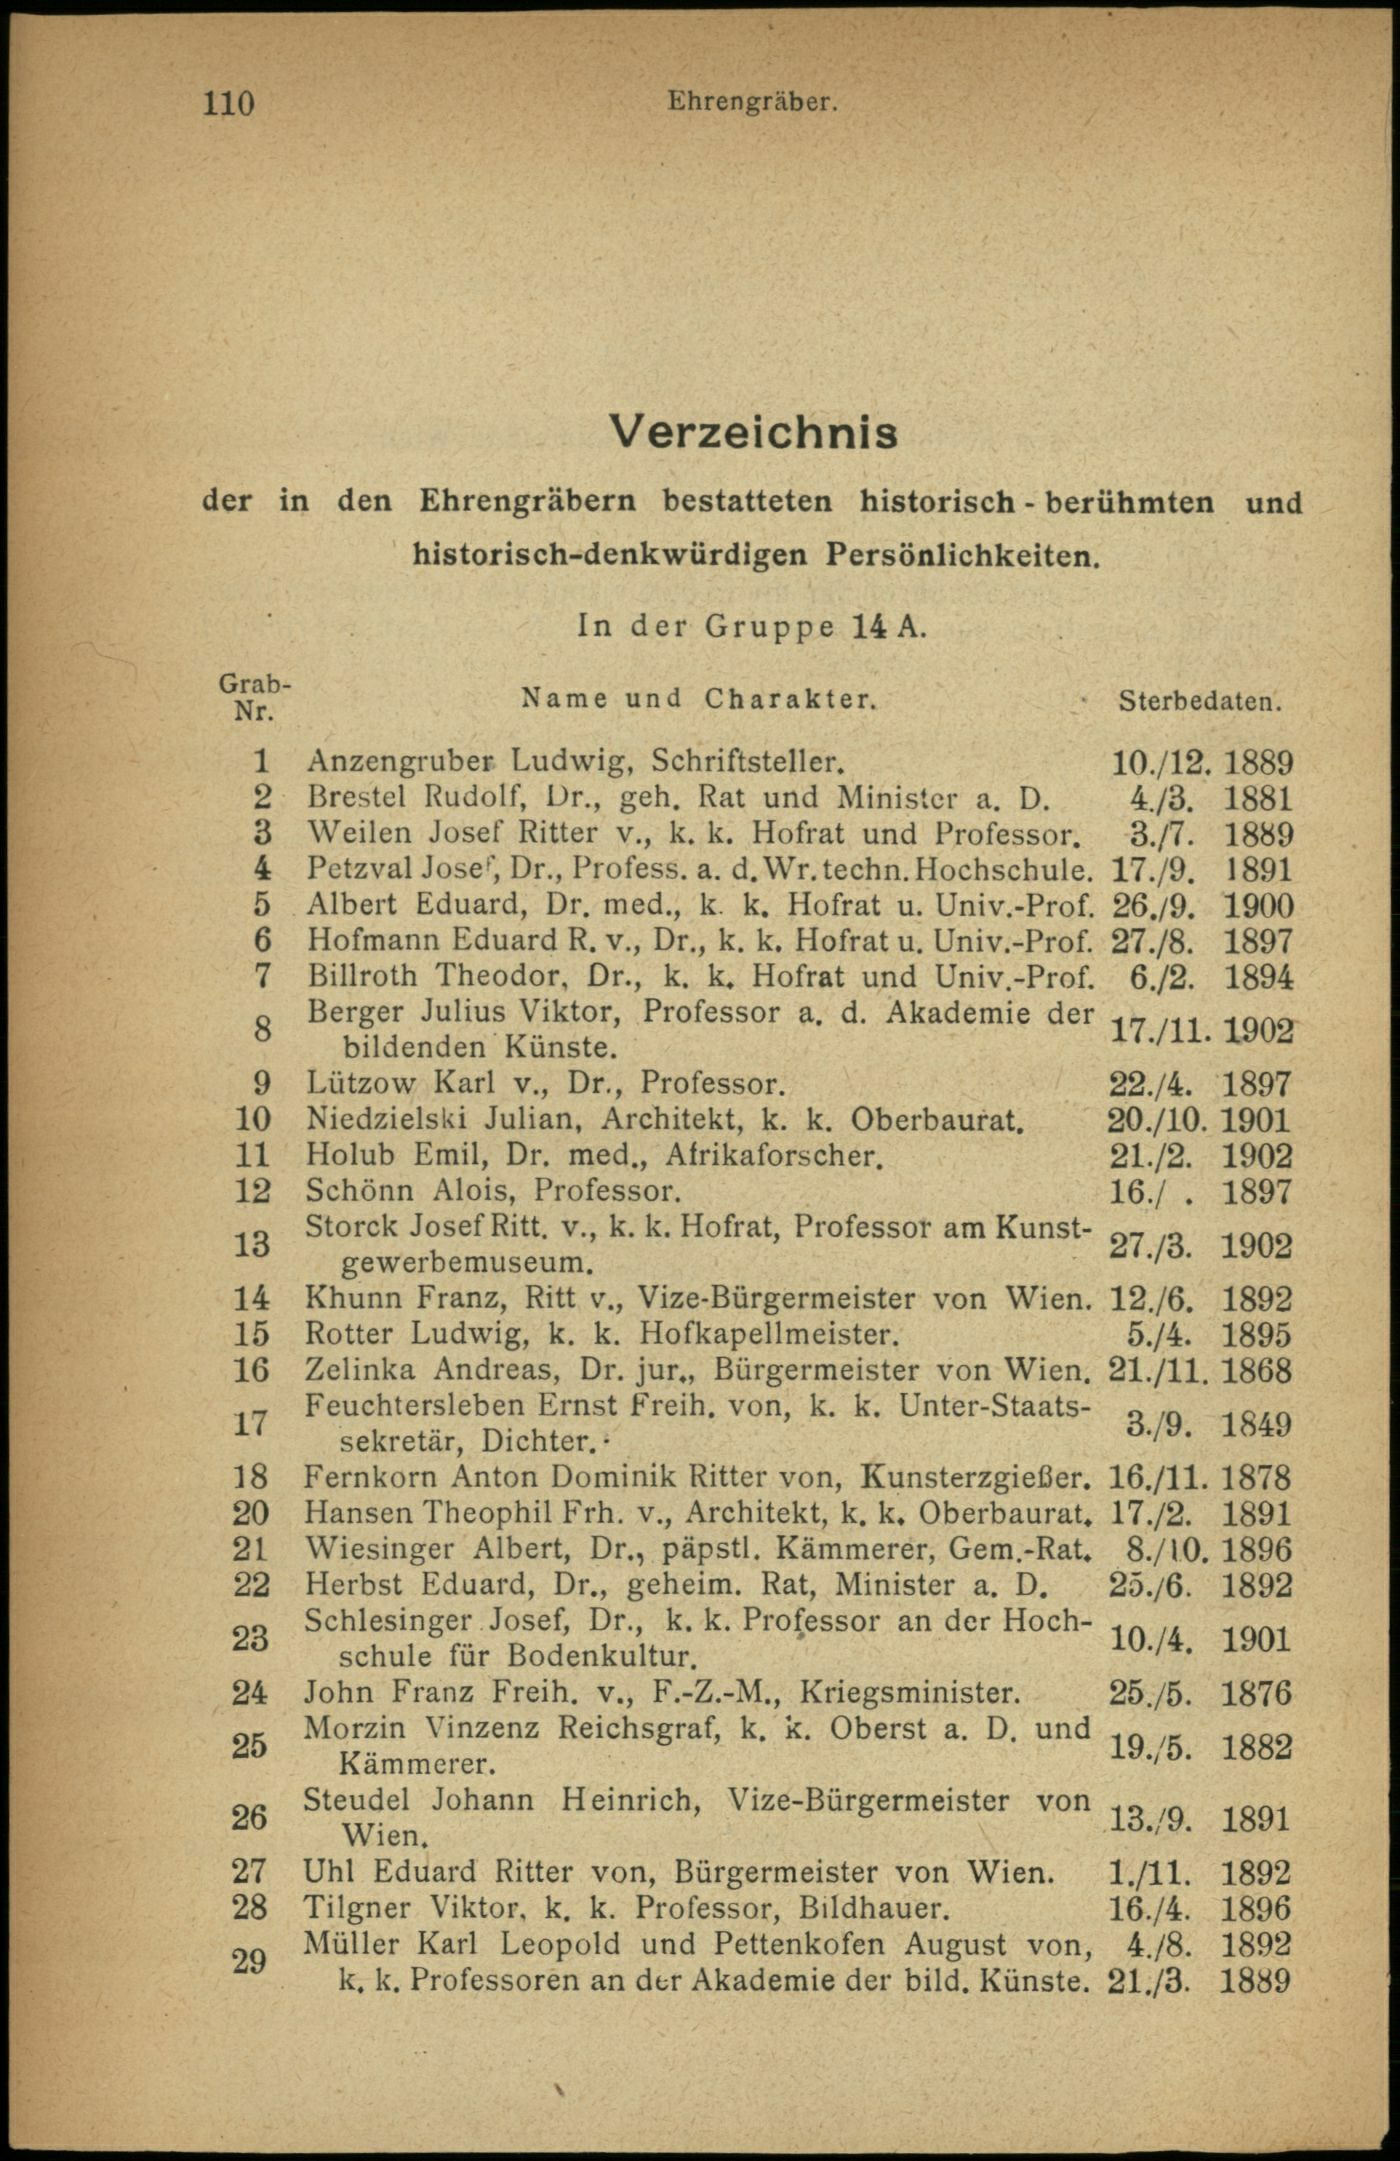 110
Ehrengräber.
Verzeichnis
der in den Ehrengräbern bestatteten historisch - berühmten und
historisch-denkwürdigen Persönlichkeiten.
In der Gruppe 14 A.
Grab-
Nr.
Name und Charakter.
Sterbedaten.
1 Anzengruber Ludwig, Schriftsteller. 10./12. 1889
2 Brestel Rudolf, Dr., geh. Rat und Minister a. D. 4./3. 1881
3 Weilen Josef Ritter v., k. k. Hofrat und Professor. 3./7. 1889
4 Petzval Josef, Dr., Profess. a. d. Wr. techn. Hochschule. 17./9. 1891
5 Albert Eduard, Dr. med., k. k. Hofrat u. Univ.-Prof. 26./9. 1900
6 Hofmann Eduard R. v., Dr., k. k. Hofrat u. Univ.-Prof. 27./8. 1897
7 Billroth Theodor, Dr., k. k. Hofrat und Univ.-Prof. 6./2. 1894
8 Berger Julius Viktor, Professor a. d. Akademie der
bildenden Künste. 17./11. 1902
9 Lützow Karl v., Dr., Professor. 22./4. 1897
10 Niedzielski Julian, Architekt, k. k. Oberbaurat. 20./10. 1901
11 Holub Emil, Dr. med., Afrikaforscher. 21./2. 1902
12 Schönn Alois, Professor. 16./ . 1897
13 Storck Josef Ritt. v., k. k. Hofrat, Professor am Kunst-
gewerbemuseum. 27./3. 1902
14 Khunn Franz, Ritt v., Vize-Bürgermeister von Wien. 12./6. 1892
15 Rotter Ludwig, k. k. Hofkapellmeister. 5./4. 1895
16 Zelinka Andreas, Dr. jur., Bürgermeister von Wien. 21./11. 1868
17 Feuchtersleben Ernst Freih. von, k. k. Unter-Staats-
sekretär, Dichter. 3./9. 1849
18 Fernkorn Anton Dominik Ritter von, Kunsterzgießer. 16./11. 1878
20 Hansen Theophil Frh. v., Architekt, k. k. Oberbaurat. 17./2. 1891
21 Wiesinger Albert, Dr., päpstl. Kämmerer, Gem.-Rat. 8./10. 1896
22 Herbst Eduard, Dr., geheim. Rat, Minister a. D. 25./6. 1892
23 Schlesinger Josef, Dr., k. k. Professor an der Hoch-
schule für Bodenkultur. 10./4. 1901
24 John Franz Freih. v., F.-Z.-M., Kriegsminister. 25./5. 1876
25 Morzin Vinzenz Reichsgraf, k. k. Oberst a. D. und
Kämmerer. 19./5. 1882
26 Steudel Johann Heinrich, Vize-Bürgermeister von
Wien. 13./9. 1891
27 Uhl Eduard Ritter von, Bürgermeister von Wien. 1./11. 1892
28 Tilgner Viktor, k. k. Professor, Bildhauer. 16./4. 1896
29 Müller Karl Leopold und Pettenkofen August von, 4./8. 1892
k. k. Professoren an der Akademie der bild. Künste. 21./3. 1889